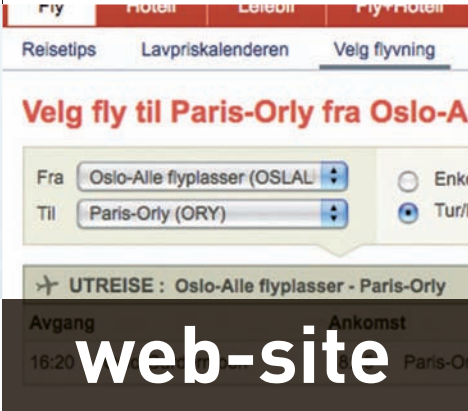 Fly Hotell Leiebil Fly+Hotell
Reisetips Lavpriskalenderen Velg flyvning
Velg fly til Paris-Orly fra Oslo-A
Fra Oslo-Alle flyplasser (OSLAL Enk
Til Paris-Orly (ORY) Tur/
UTREISE : Oslo-Alle flyplasser - Paris-Orly
Avgang Ankomst
16:20 Paris-O
web-site